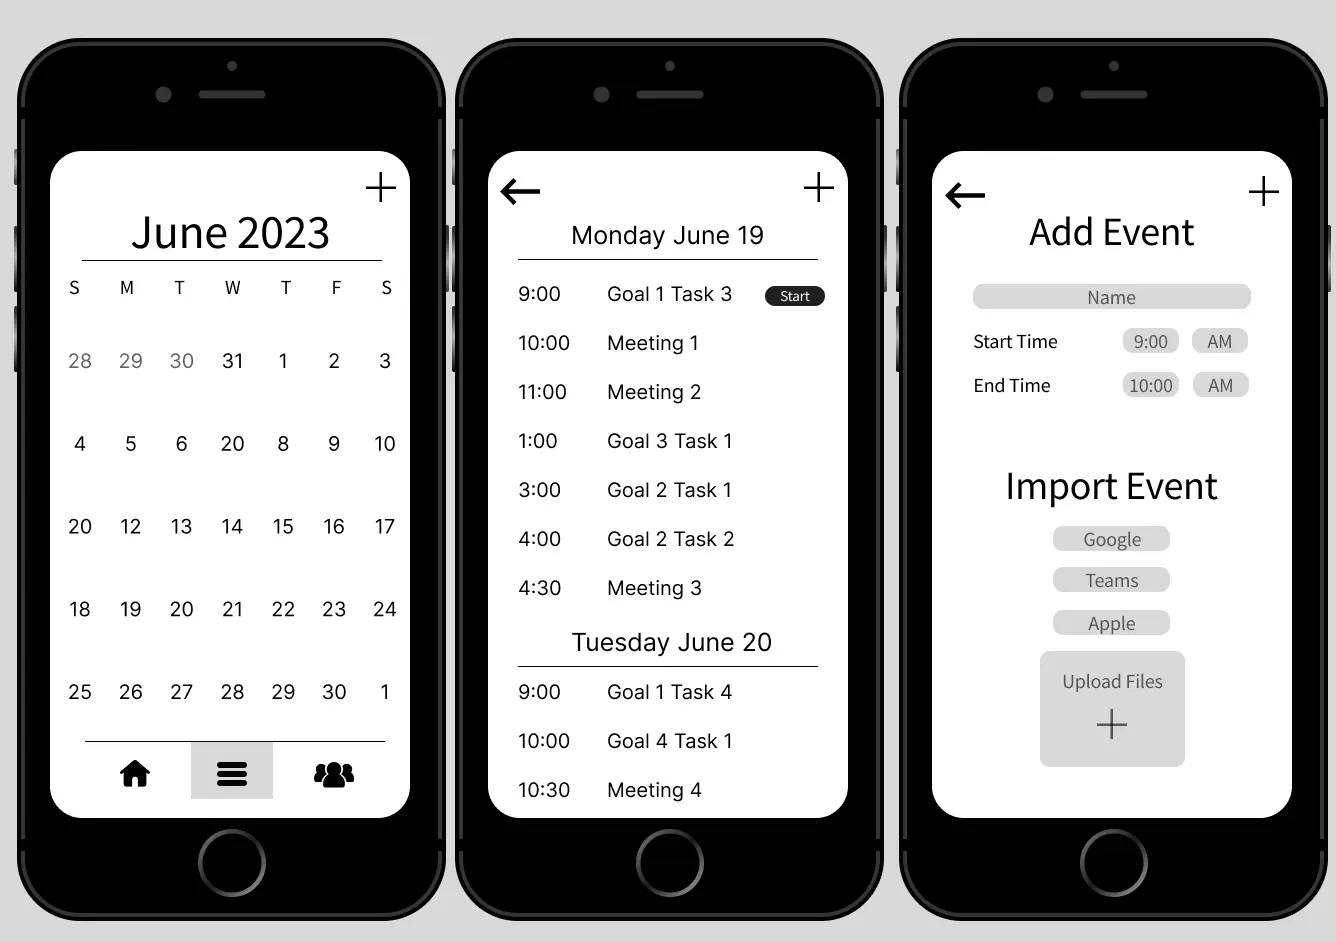 June 2023
S M T W T F S
28 29 30 31 1 2 3
4 5 6 20 8 9 10
20 12 13 14 15 16 17
18 19 20 21 22 23 24
25 26 27 28 29 30 1
Monday June 19
9:00 Goal 1 Task 3 Start
10:00 Meeting 1
11:00 Meeting 2
1:00 Goal 3 Task 1
3:00 Goal 2 Task 1
4:00 Goal 2 Task 2
4:30 Meeting 3
Tuesday June 20
9:00 Goal 1 Task 4
10:00 Goal 4 Task 1
10:30 Meeting 4
Add Event
Name
Start Time 9:00 AM
End Time 10:00 AM
Import Event
Google
Teams
Apple
Upload Files